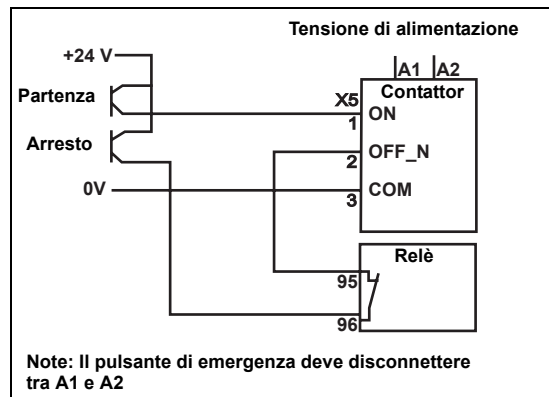 Tensione di alimentazione
+24 V
A1 A2
Partenza
X5 Contattor
1 ON
Arresto
2 OFF_N
0V
3 COM
Relè
95
96
Note: Il pulsante di emergenza deve disconnettere
tra A1 e A2